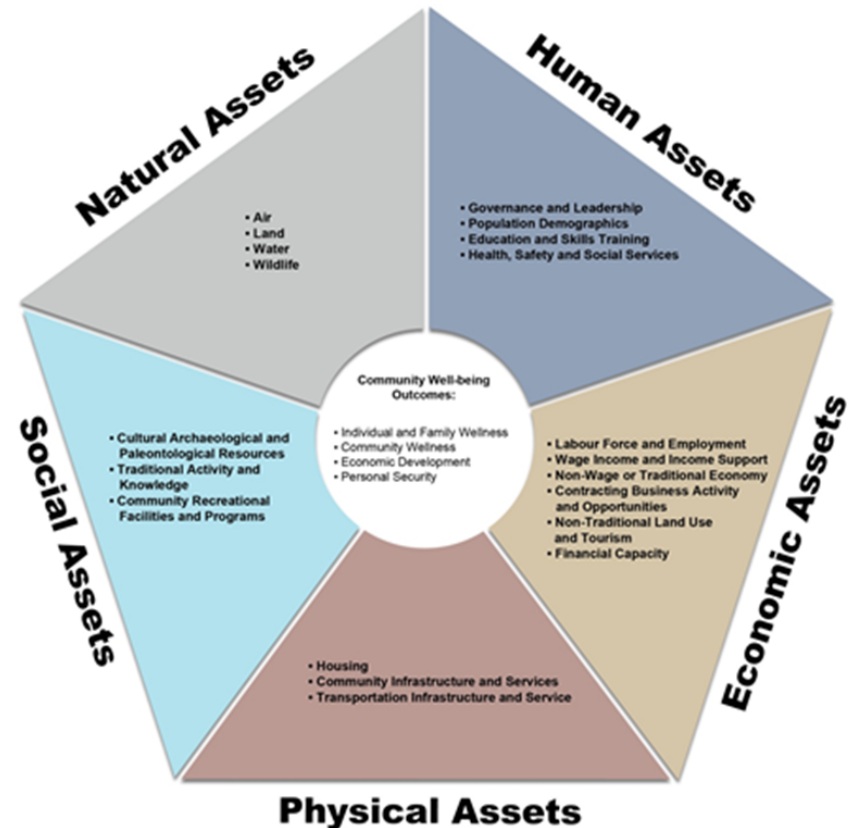 Natural Assets
▪ Air
▪ Land
▪ Water
▪ Wildlife
Human Assets
▪ Governance and Leadership
▪ Population Demographics
▪ Education and Skills Training
▪ Health, Safety and Social Services
Community Well-being
Outcomes:
▪ Individual and Family Wellness
▪ Community Wellness
▪ Economic Development
▪ Personal Security
Social Assets
▪ Cultural Archaeological and
Paleontological Resources
▪ Traditional Activity and
Knowledge
▪ Community Recreational
Facilities and Programs
Economic Assets
▪ Labour Force and Employment
▪ Wage Income and Income Support
▪ Non-Wage or Traditional Economy
▪ Contracting Business Activity
and Opportunities
▪ Non-Traditional Land Use
and Tourism
▪ Financial Capacity
▪ Housing
▪ Community Infrastructure and Services
▪ Transportation Infrastructure and Service
Physical Assets